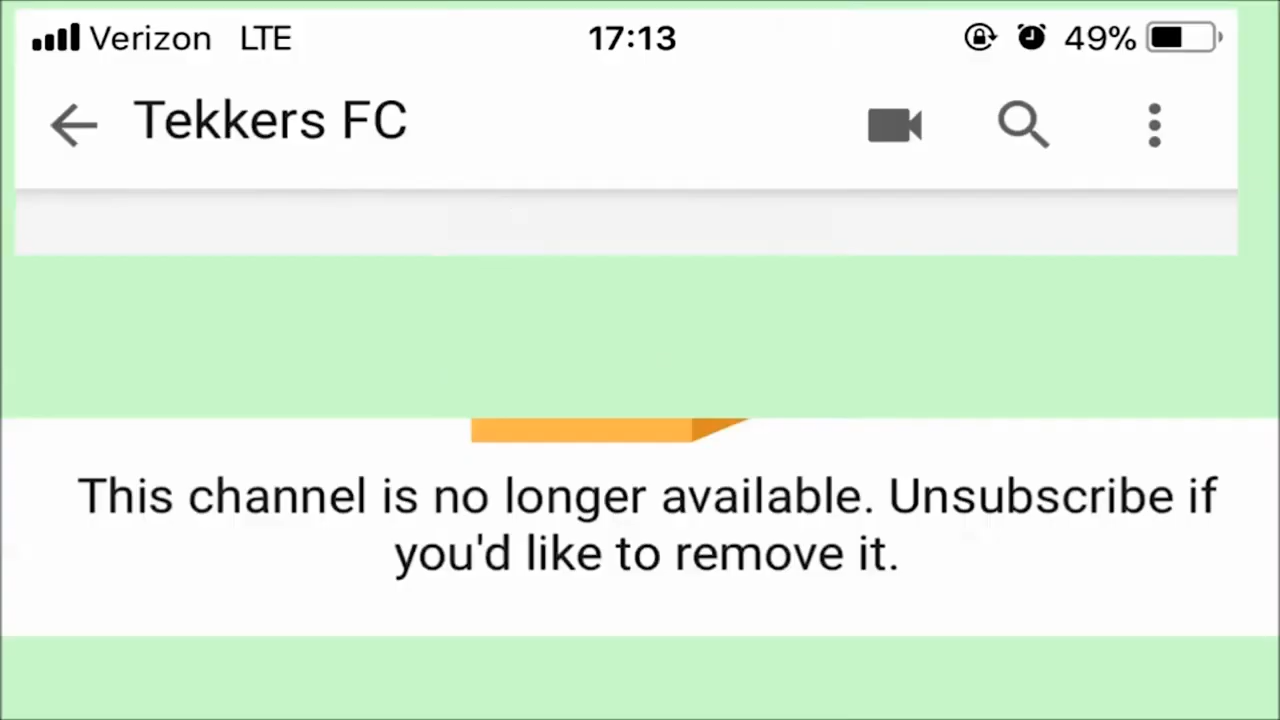 Verizon LTE 17:13 49%
Tekkers FC
This channel is no longer available. Unsubscribe if
you'd like to remove it.